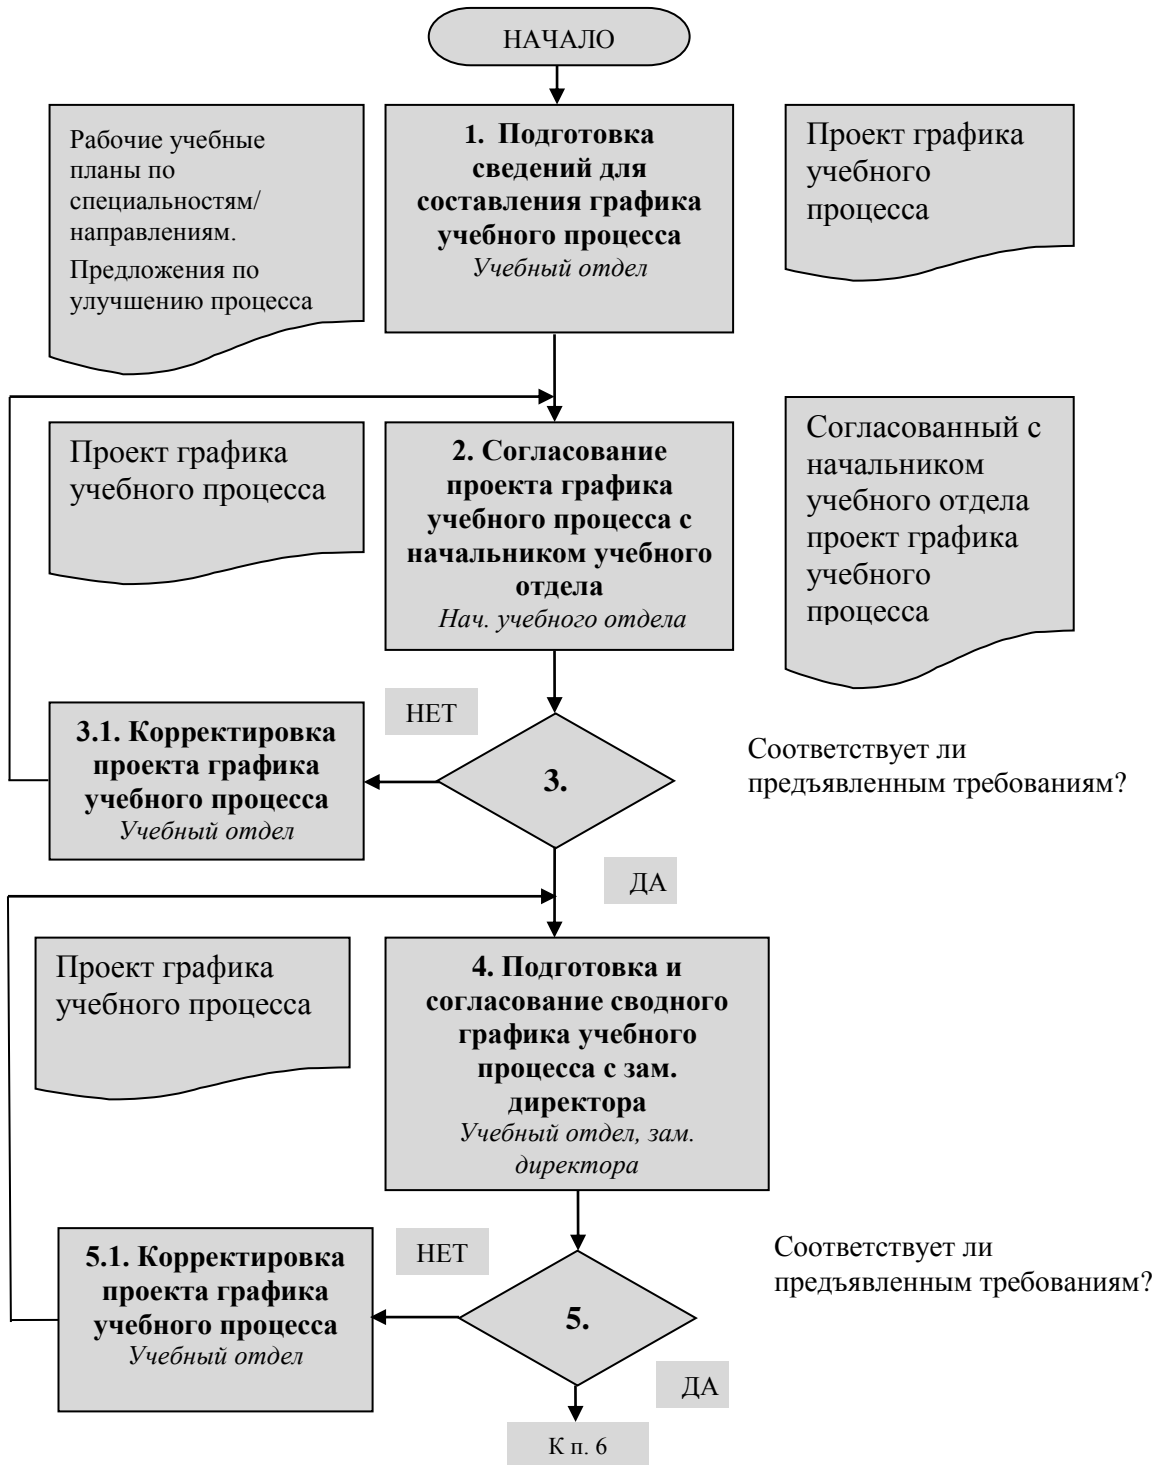 НАЧАЛО
Рабочие учебные
планы по
специальностям/
направлениям.
Предложения по
улучшению процесса
1. Подготовка
сведений для
составления графика
учебного процесса
Учебный отдел
Проект графика
учебного
процесса
Проект графика
учебного процесса
2. Согласование
проекта графика
учебного процесса с
начальником учебного
отдела
Нач. учебного отдела
Согласованный с
начальником
учебного отдела
проект графика
учебного
процесса
НЕТ
3.1. Корректировка
проекта графика
учебного процесса
Учебный отдел
3.
Соответствует ли
предъявленным требованиям?
ДА
Проект графика
учебного процесса
4. Подготовка и
согласование сводного
графика учебного
процесса с зам.
директора
Учебный отдел, зам.
директора
НЕТ
5.1. Корректировка
проекта графика
учебного процесса
Учебный отдел
5.
Соответствует ли
предъявленным требованиям?
ДА
К п. 6